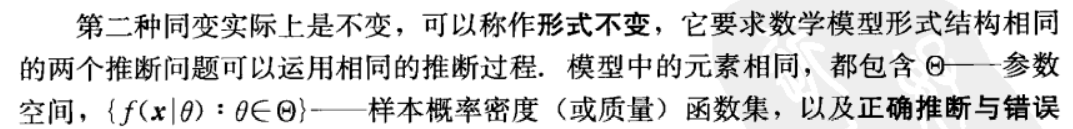 第二种同变实际上是不变，可以称作形式不变，它要求数学模型形式结构相同
的两个推断问题可以运用相同的推断过程. 模型中的元素相同，都包含 Θ——参数
空间，{f(x|θ)：θ∈Θ}——样本概率密度（或质量）函数集，以及正确推断与错误